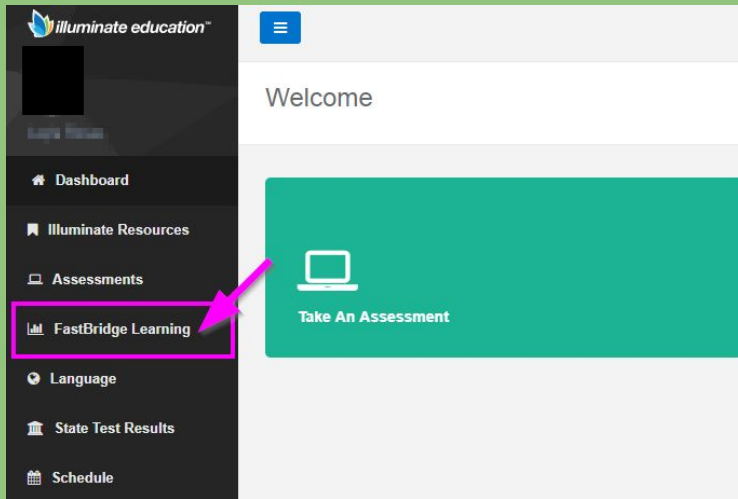 illuminate education™
Welcome
Dashboard
Illuminate Resources
Assessments
FastBridge Learning
Language
State Test Results
Schedule
Take An Assessment